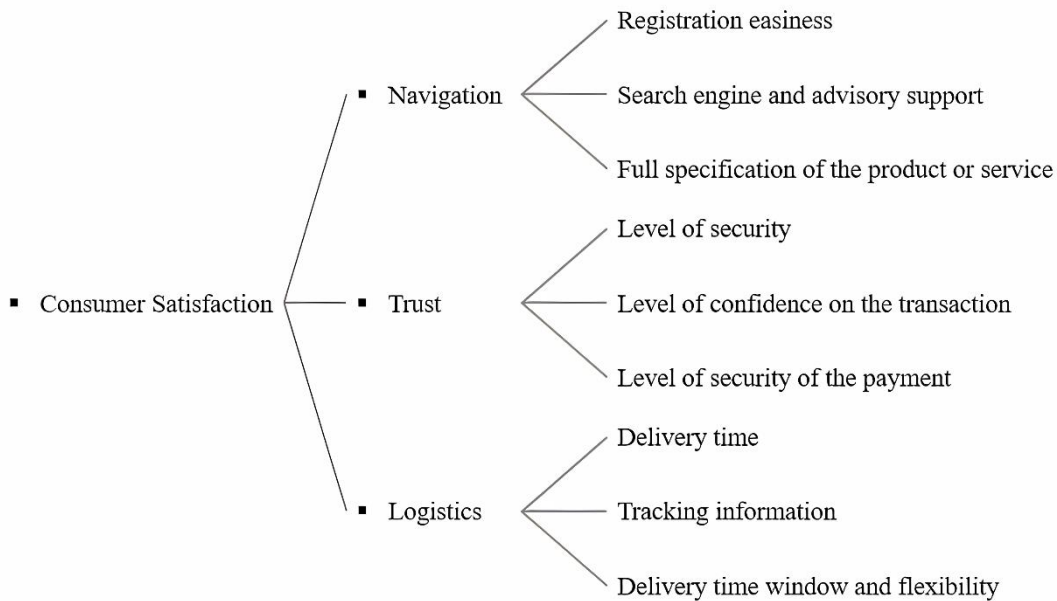 Registration easiness
▪ Navigation
Search engine and advisory support
Full specification of the product or service
Level of security
▪ Consumer Satisfaction
▪ Trust
Level of confidence on the transaction
Level of security of the payment
Delivery time
▪ Logistics
Tracking information
Delivery time window and flexibility